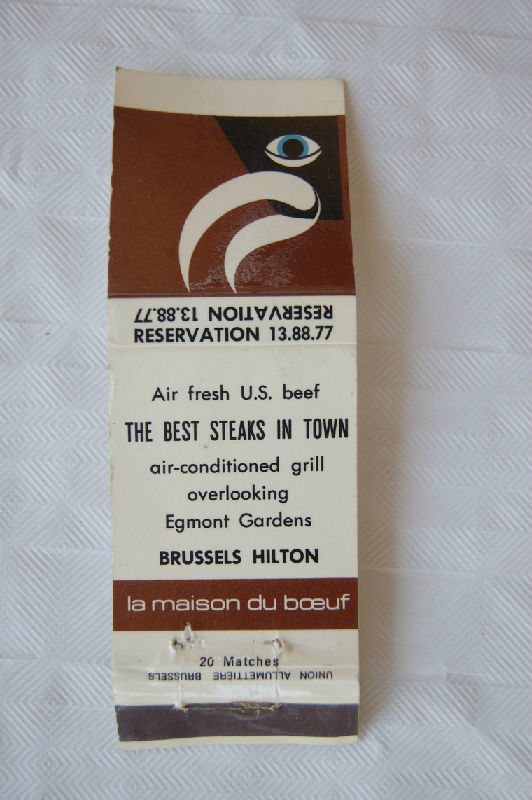 RESERVATION 13.88.77
RESERVATION 13.88.77
Air fresh U.S. beef
THE BEST STEAKS IN TOWN
air-conditioned grill
overlooking
Egmont Gardens
BRUSSELS HILTON
la maison du bœuf
20 Matches
UNION ALLUMETTIERE BRUSSELS